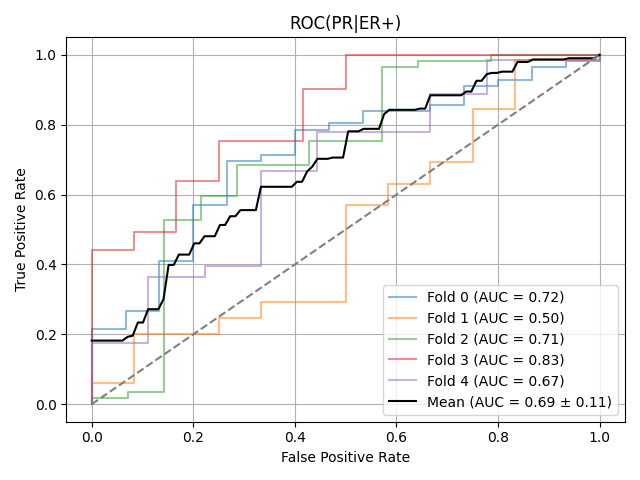 ROC(PR|ER+)
True Positive Rate
1.0
0.8
0.6
0.4
0.2
0.0
Fold 0 (AUC = 0.72)
Fold 1 (AUC = 0.50)
Fold 2 (AUC = 0.71)
Fold 3 (AUC = 0.83)
Fold 4 (AUC = 0.67)
Mean (AUC = 0.69 ± 0.11)
0.0 0.2 0.4 0.6 0.8 1.0
False Positive Rate